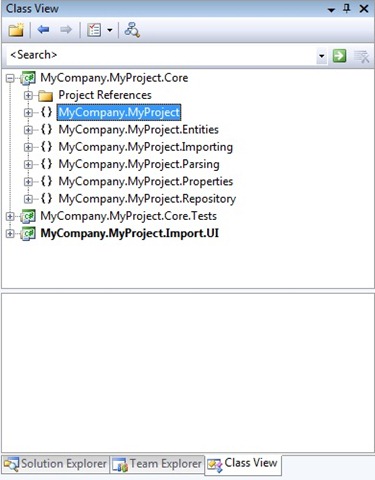 Class View
<Search>
MyCompany.MyProject.Core
Project References
{} MyCompany.MyProject
{} MyCompany.MyProject.Entities
{} MyCompany.MyProject.Importing
{} MyCompany.MyProject.Parsing
{} MyCompany.MyProject.Properties
{} MyCompany.MyProject.Repository
MyCompany.MyProject.Core.Tests
MyCompany.MyProject.Import.UI
Solution Explorer Team Explorer Class View